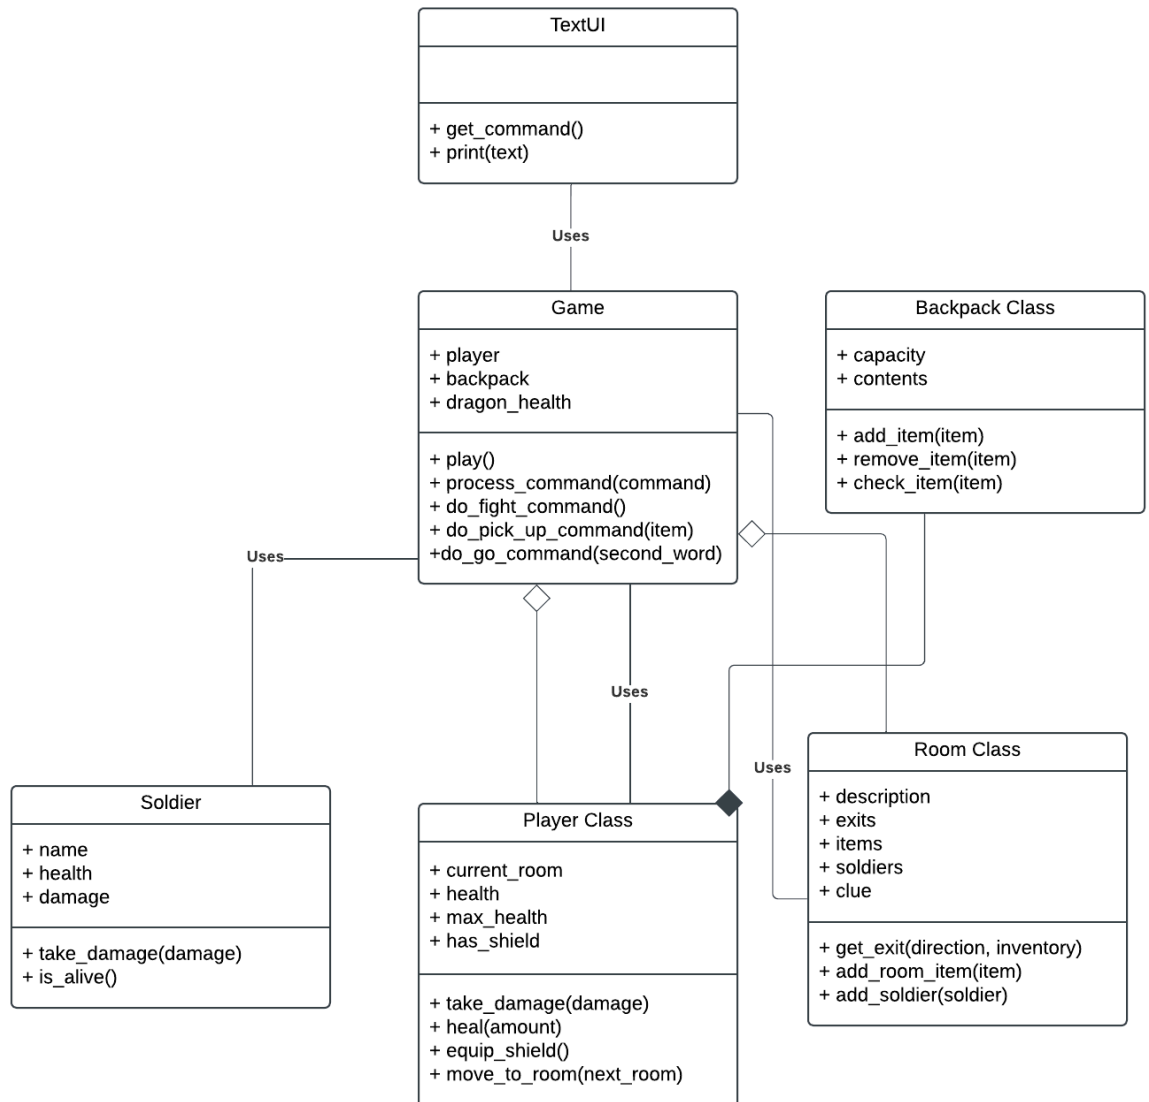 TextUI
+ get_command()
+ print(text)
Uses
Game
+ player
+ backpack
+ dragon_health
+ play()
+ process_command(command)
+ do_fight_command()
+ do_pick_up_command(item)
+do_go_command(second_word)
Backpack Class
+ capacity
+ contents
+ add_item(item)
+ remove_item(item)
+ check_item(item)
Uses
Uses
Uses
Soldier
+ name
+ health
+ damage
+ take_damage(damage)
+ is_alive()
Player Class
+ current_room
+ health
+ max_health
+ has_shield
+ take_damage(damage)
+ heal(amount)
+ equip_shield()
+ move_to_room(next_room)
Room Class
+ description
+ exits
+ items
+ soldiers
+ clue
+ get_exit(direction, inventory)
+ add_room_item(item)
+ add_soldier(soldier)